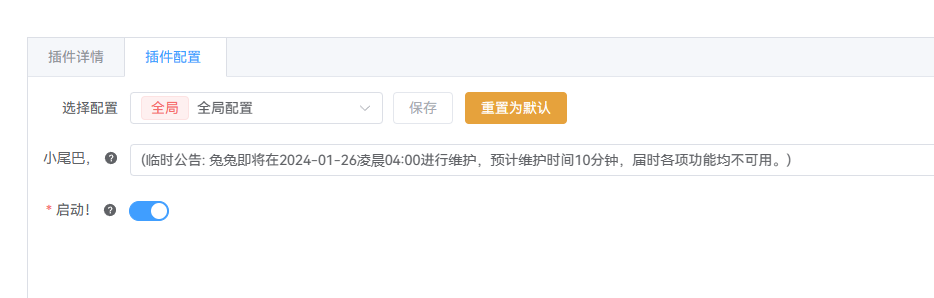 插件详情 插件配置
选择配置 全局 全局配置 保存 重置为默认
小尾巴, (临时公告: 兔兔即将在2024-01-26凌晨04:00进行维护，预计维护时间10分钟，届时各项功能均不可用。)
* 启动！